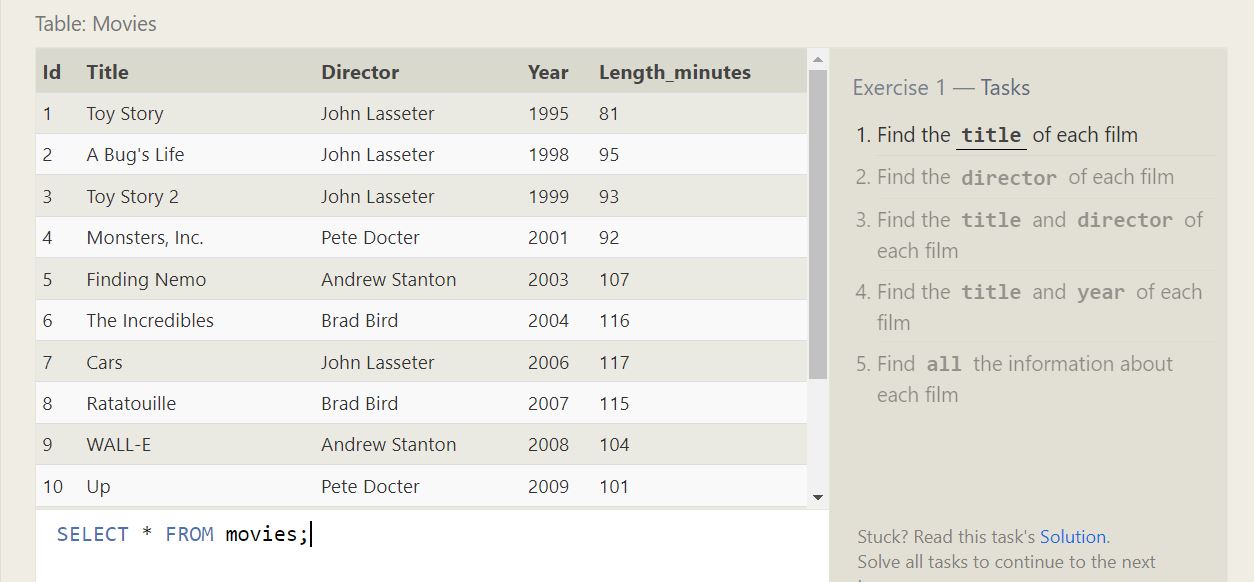 Table: Movies
Id Title Director Year Length_minutes
1 Toy Story John Lasseter 1995 81
2 A Bug's Life John Lasseter 1998 95
3 Toy Story 2 John Lasseter 1999 93
4 Monsters, Inc. Pete Docter 2001 92
5 Finding Nemo Andrew Stanton 2003 107
6 The Incredibles Brad Bird 2004 116
7 Cars John Lasseter 2006 117
8 Ratatouille Brad Bird 2007 115
9 WALL-E Andrew Stanton 2008 104
10 Up Pete Docter 2009 101
SELECT * FROM movies;
Exercise 1 — Tasks
1. Find the title of each film
2. Find the director of each film
3. Find the title and director of
each film
4. Find the title and year of each
film
5. Find all the information about
each film
Stuck? Read this task's Solution.
Solve all tasks to continue to the next